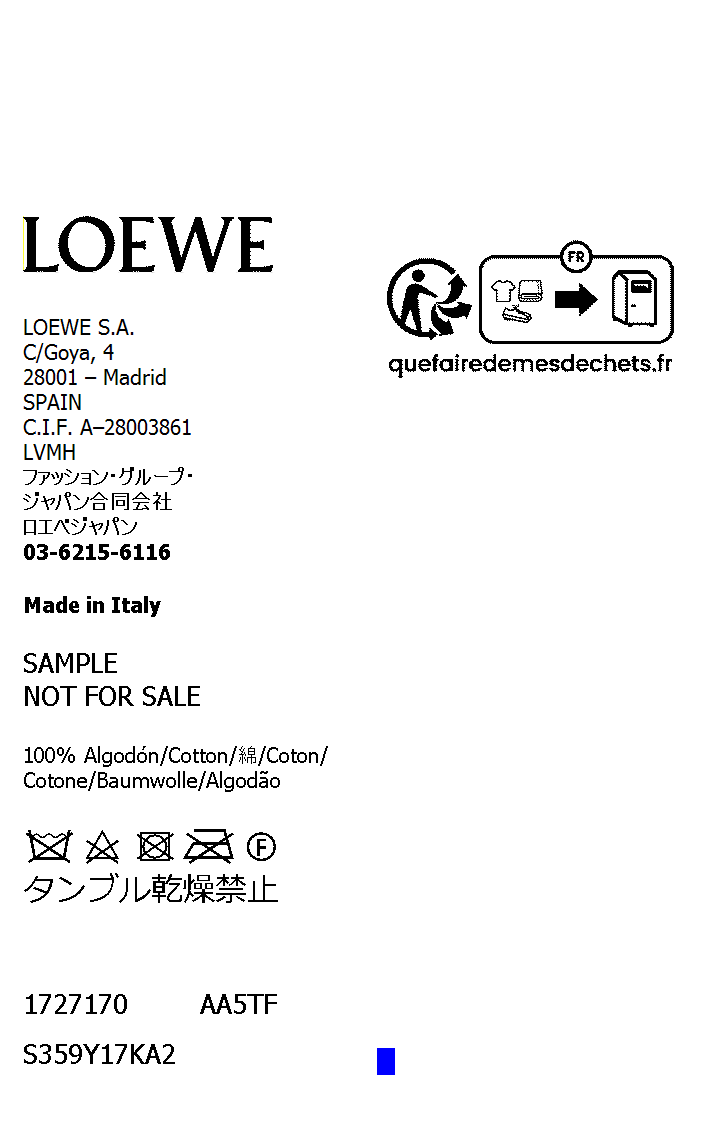 LOEWE
LOEWE S.A.
C/Goya, 4
28001 – Madrid
SPAIN
C.I.F. A–28003861
LVMH
ファッション・グループ・
ジャパン合同会社
ロエベジャパン
03-6215-6116
Made in Italy
SAMPLE
NOT FOR SALE
100% Algodón/Cotton/綿/Coton/
Cotone/Baumwolle/Algodão
F
タンブル乾燥禁止
1727170 AA5TF
S359Y17KA2
FR
quefairedemesdechets.fr